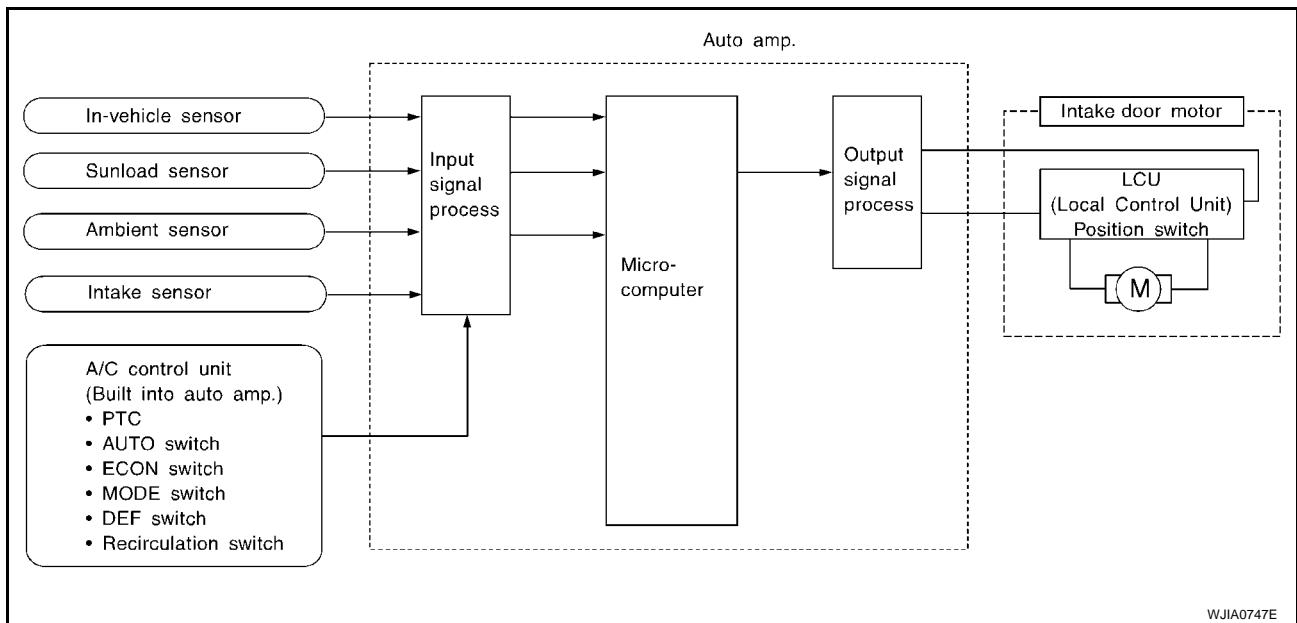 Auto amp.
In-vehicle sensor
Sunload sensor
Ambient sensor
Intake sensor
A/C control unit
(Built into auto amp.)
• PTC
• AUTO switch
• ECON switch
• MODE switch
• DEF switch
• Recirculation switch
Input
signal
process
Micro-
computer
Output
signal
process
Intake door motor
LCU
(Local Control Unit)
Position switch
M
WJIA0747E